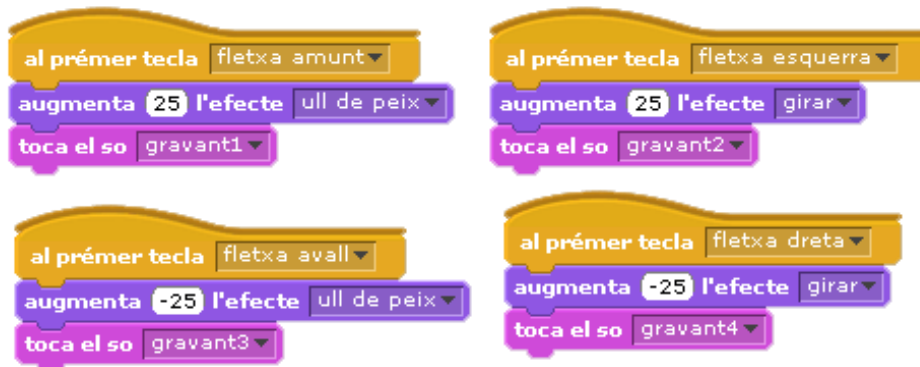 al prémer tecla fletxa amunt
augmenta 25 l'efecte ull de peix
toca el so gravant1
al prémer tecla fletxa esquerra
augmenta 25 l'efecte girar
toca el so gravant2
al prémer tecla fletxa avall
augmenta -25 l'efecte ull de peix
toca el so gravant3
al prémer tecla fletxa dreta
augmenta -25 l'efecte girar
toca el so gravant4